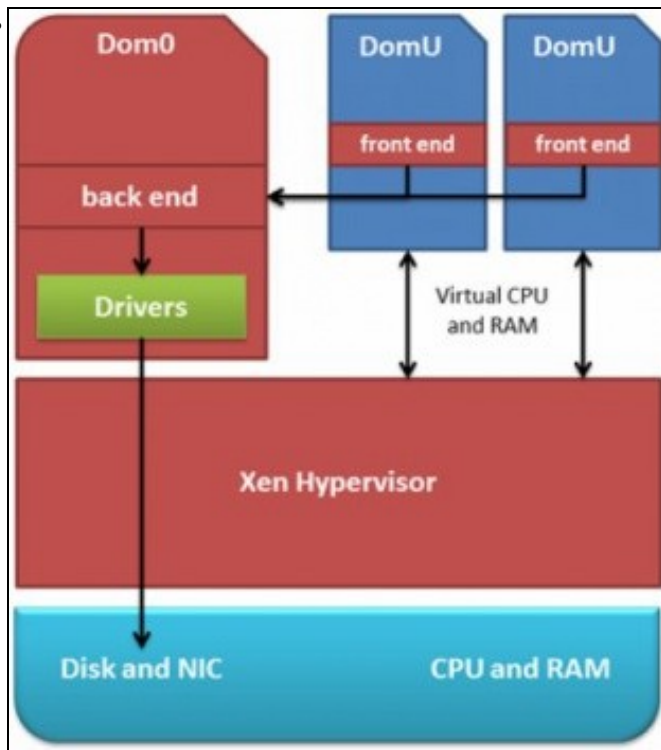 Dom0
DomU
DomU
front end
front end
back end
Drivers
Virtual CPU
and RAM
Xen Hypervisor
Disk and NIC
CPU and RAM